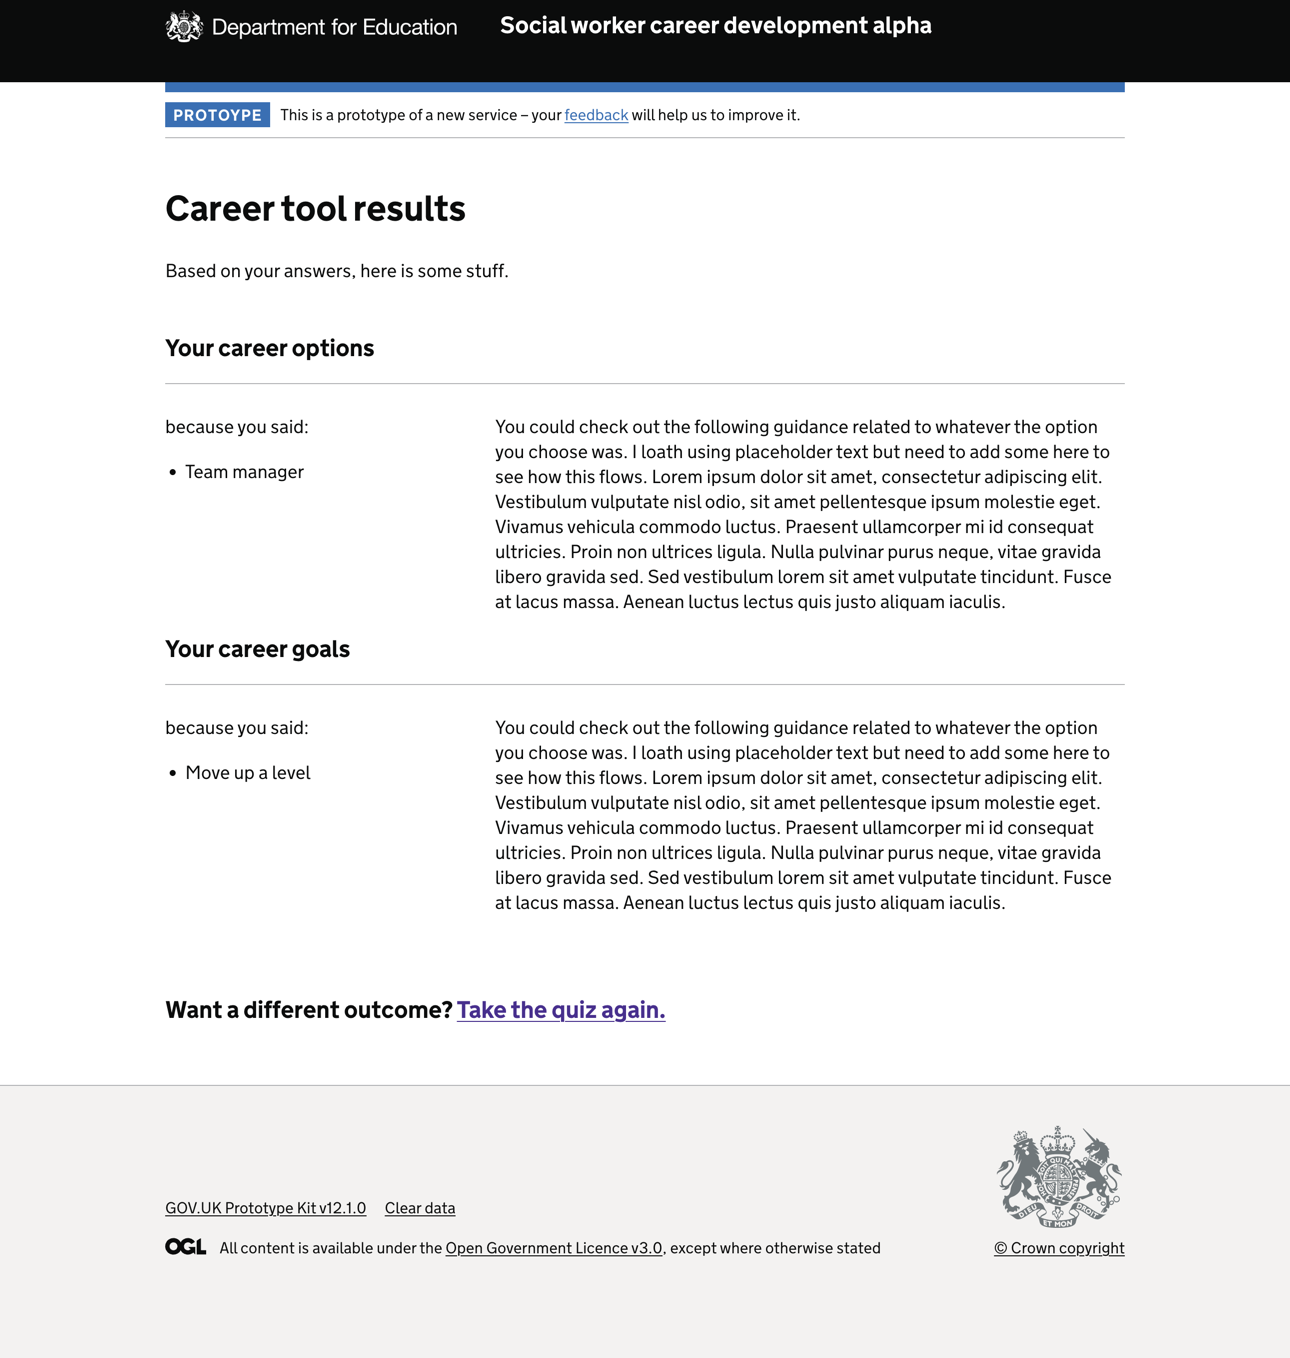 Department for Education
Social worker career development alpha
PROTOYPE
This is a prototype of a new service – your feedback will help us to improve it.
Career tool results
Based on your answers, here is some stuff.
Your career options
because you said:
• Team manager
You could check out the following guidance related to whatever the option
you choose was. I loath using placeholder text but need to add some here to
see how this flows. Lorem ipsum dolor sit amet, consectetur adipiscing elit.
Vestibulum vulputate nisl odio, sit amet pellentesque ipsum molestie eget.
Vivamus vehicula commodo luctus. Praesent ullamcorper mi id consequat
ultricies. Proin non ultrices ligula. Nulla pulvinar purus neque, vitae gravida
libero gravida sed. Sed vestibulum lorem sit amet vulputate tincidunt. Fusce
at lacus massa. Aenean luctus lectus quis justo aliquam iaculis.
Your career goals
because you said:
• Move up a level
You could check out the following guidance related to whatever the option
you choose was. I loath using placeholder text but need to add some here to
see how this flows. Lorem ipsum dolor sit amet, consectetur adipiscing elit.
Vestibulum vulputate nisl odio, sit amet pellentesque ipsum molestie eget.
Vivamus vehicula commodo luctus. Praesent ullamcorper mi id consequat
ultricies. Proin non ultrices ligula. Nulla pulvinar purus neque, vitae gravida
libero gravida sed. Sed vestibulum lorem sit amet vulputate tincidunt. Fusce
at lacus massa. Aenean luctus lectus quis justo aliquam iaculis.
Want a different outcome? Take the quiz again.
GOV.UK Prototype Kit v12.1.0
Clear data
OGL
All content is available under the Open Government Licence v3.0, except where otherwise stated
DIEU ET MON DROIT
© Crown copyright